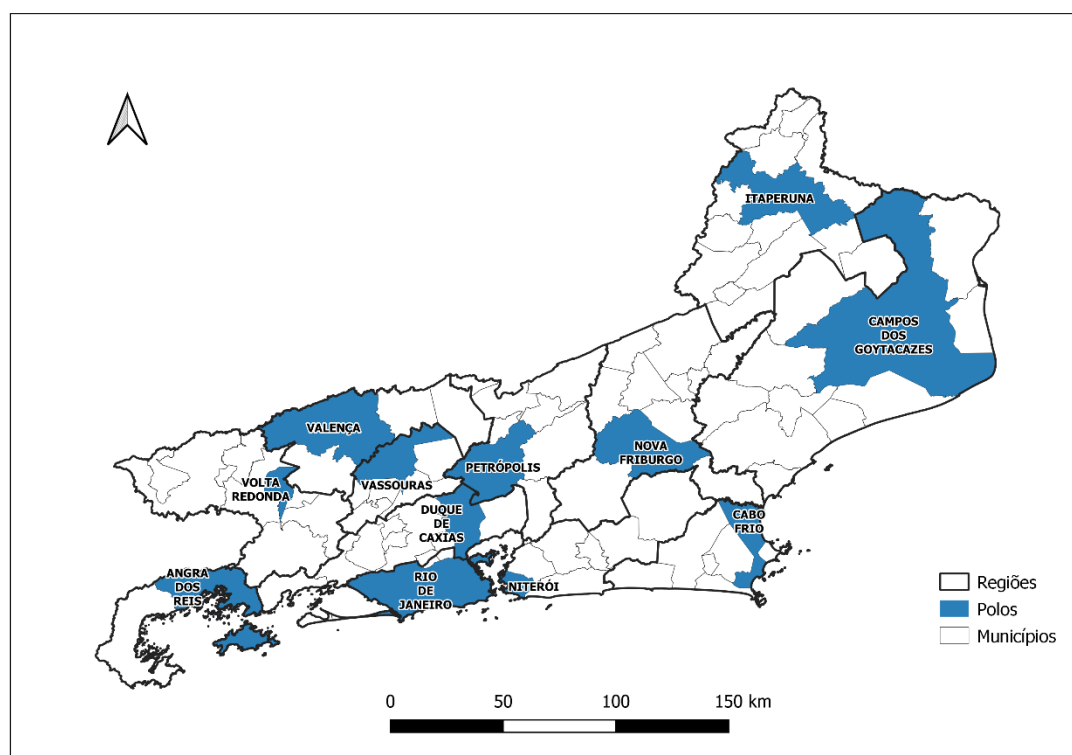 ITAPERUNA
CAMPOS
DOS
GOYTACAZES
VALENÇA
NOVA
FRIBURGO
PETRÓPOLIS
VOLTA
REDONDA
VASSOURAS
DUQUE
DE
CAXIAS
CABO
FRIO
ANGRA
DOS
REIS
RIO
DE
JANEIRO
NITERÓI
Regiões
Polos
Municípios
0 50 100 150 km